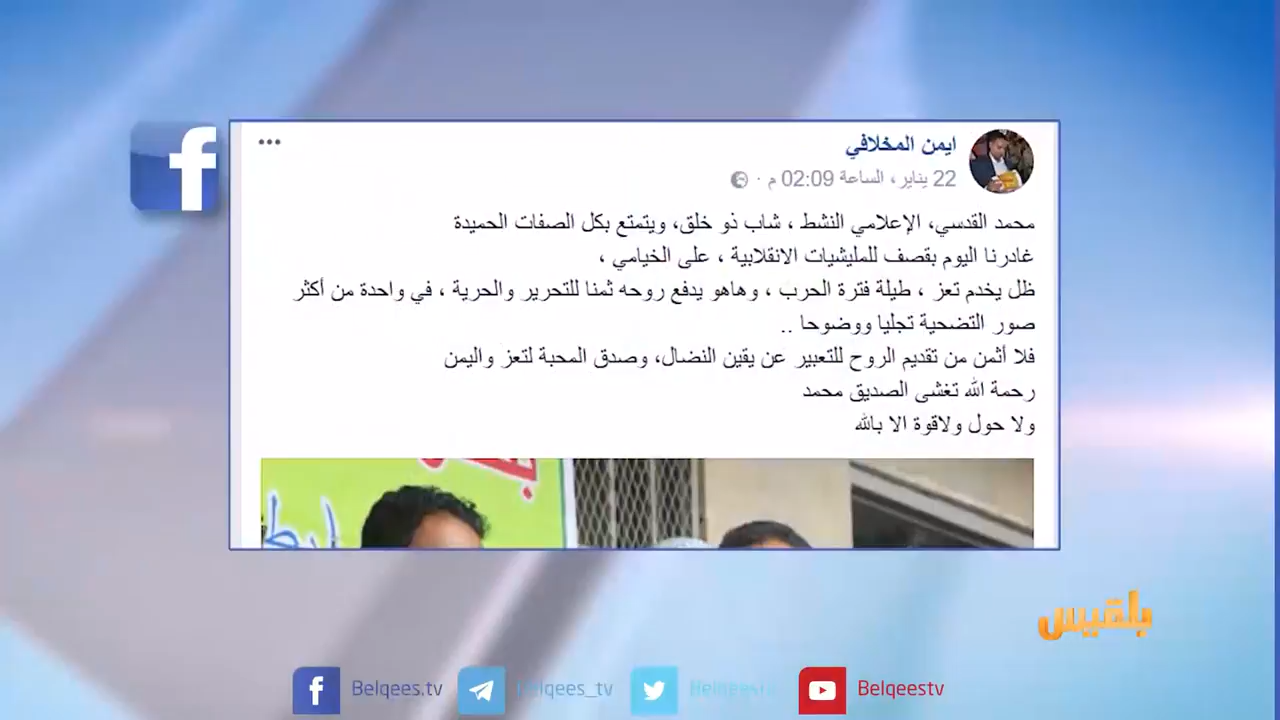 ايمن المخلافي
22 يناير، الساعة 02:09 م ·
محمد القدسي، الإعلامي النشط ، شاب ذو خلق، ويتمتع بكل الصفات الحميدة
غادرنا اليوم بقصف للمليشيات الانقلابية ، على الخيامي ،
ظل يخدم تعز ، طيلة فترة الحرب ، وهاهو يدفع روحه ثمنا للتحرير والحرية ، في واحدة من أكثر
صور التضحية تجليا ووضوحا ..
فلا أثمن من تقديم الروح للتعبير عن يقين النضال، وصدق المحبة لتعز واليمن
رحمة الله تغشى الصديق محمد
ولا حول ولاقوة الا بالله
بلقيس
Belqees.tv
Belqees_tv
Belqeestv
Belqeestv